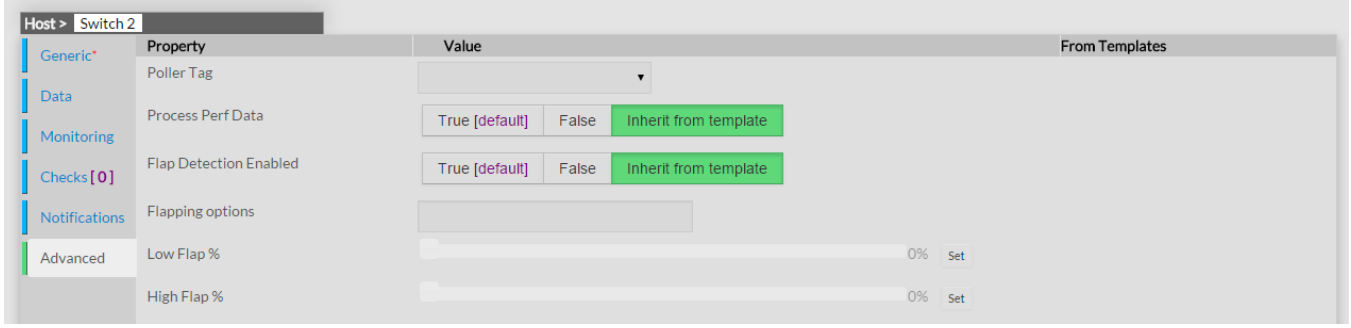 Host > Switch 2
Generic*
Data
Monitoring
Checks [ 0 ]
Notifications
Advanced
Property Value From Templates
Poller Tag
Process Perf Data True [default] False Inherit from template
Flap Detection Enabled True [default] False Inherit from template
Flapping options
Low Flap % 0% Set
High Flap % 0% Set